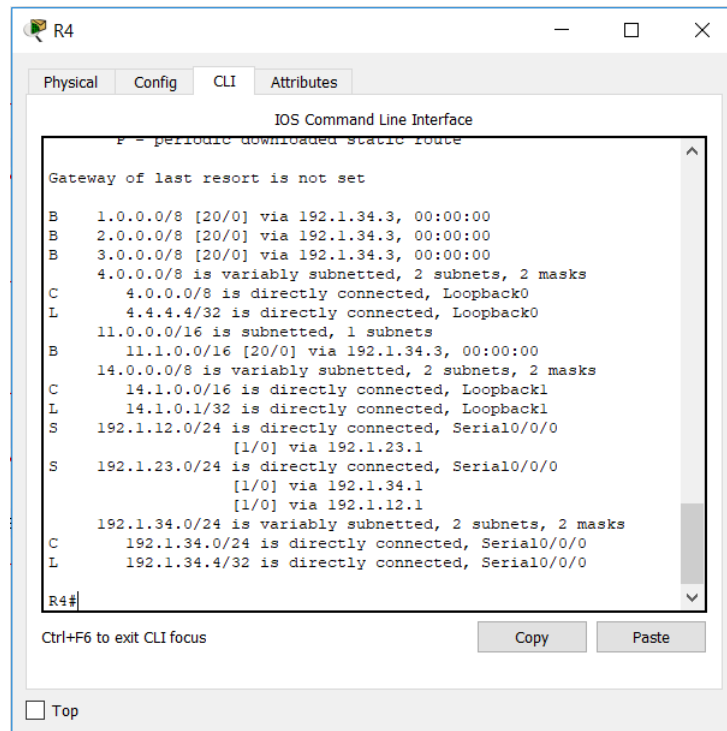 R4
Physical Config CLI Attributes
IOS Command Line Interface
P - periodic downloaded static route
Gateway of last resort is not set
B    1.0.0.0/8 [20/0] via 192.1.34.3, 00:00:00
B    2.0.0.0/8 [20/0] via 192.1.34.3, 00:00:00
B    3.0.0.0/8 [20/0] via 192.1.34.3, 00:00:00
     4.0.0.0/8 is variably subnetted, 2 subnets, 2 masks
C       4.0.0.0/8 is directly connected, Loopback0
L       4.4.4.4/32 is directly connected, Loopback0
     11.0.0.0/16 is subnetted, 1 subnets
B       11.1.0.0/16 [20/0] via 192.1.34.3, 00:00:00
     14.0.0.0/8 is variably subnetted, 2 subnets, 2 masks
C       14.1.0.0/16 is directly connected, Loopback1
L       14.1.0.1/32 is directly connected, Loopback1
S    192.1.12.0/24 is directly connected, Serial0/0/0
                  [1/0] via 192.1.23.1
S    192.1.23.0/24 is directly connected, Serial0/0/0
                  [1/0] via 192.1.34.1
                  [1/0] via 192.1.12.1
     192.1.34.0/24 is variably subnetted, 2 subnets, 2 masks
C       192.1.34.0/24 is directly connected, Serial0/0/0
L       192.1.34.4/32 is directly connected, Serial0/0/0
R4#
Ctrl+F6 to exit CLI focus
Copy
Paste
Top